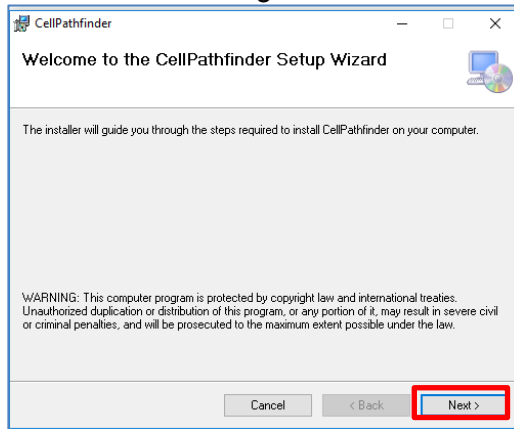 CellPathfinder
Welcome to the CellPathfinder Setup Wizard
The installer will guide you through the steps required to install CellPathfinder on your computer.
WARNING: This computer program is protected by copyright law and international treaties.
Unauthorized duplication or distribution of this program, or any portion of it, may result in severe civil
or criminal penalties, and will be prosecuted to the maximum extent possible under the law.
Cancel < Back Next >